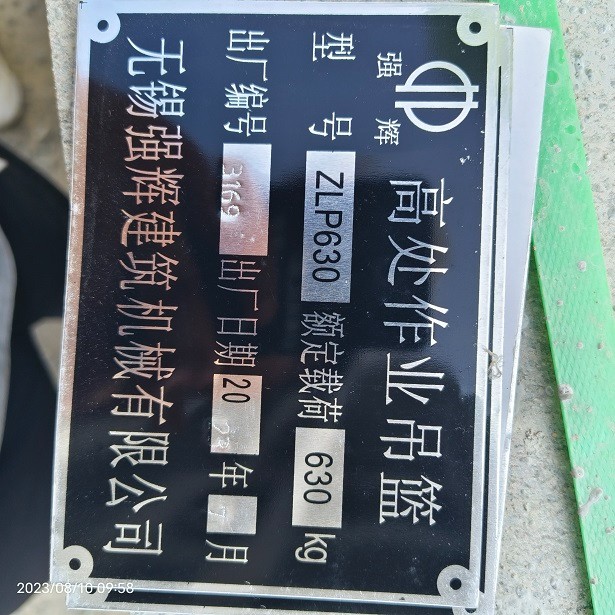 强辉
高处作业吊篮
型号 ZLP630 额定载荷 630 kg
出厂编号 3169 出厂日期 20 年 7 月
无锡强辉建筑机械有限公司
2023/08/10 09:58